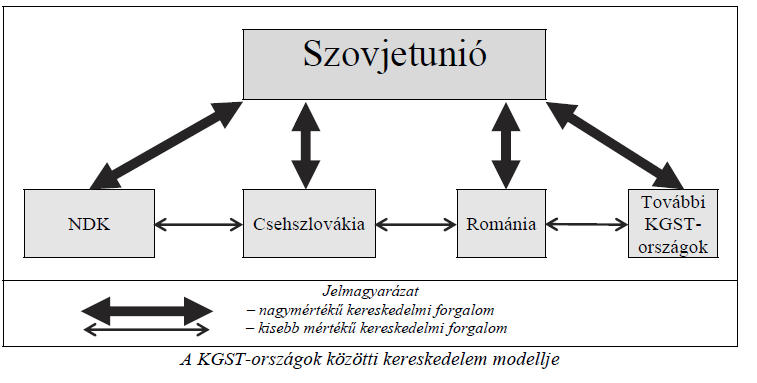 Szovjetunió
NDK
Csehszlovákia
Románia
További
KGST-
országok
Jelmagyarázat
– nagymértékű kereskedelmi forgalom
– kisebb mértékű kereskedelmi forgalom
A KGST-országok közötti kereskedelem modellje